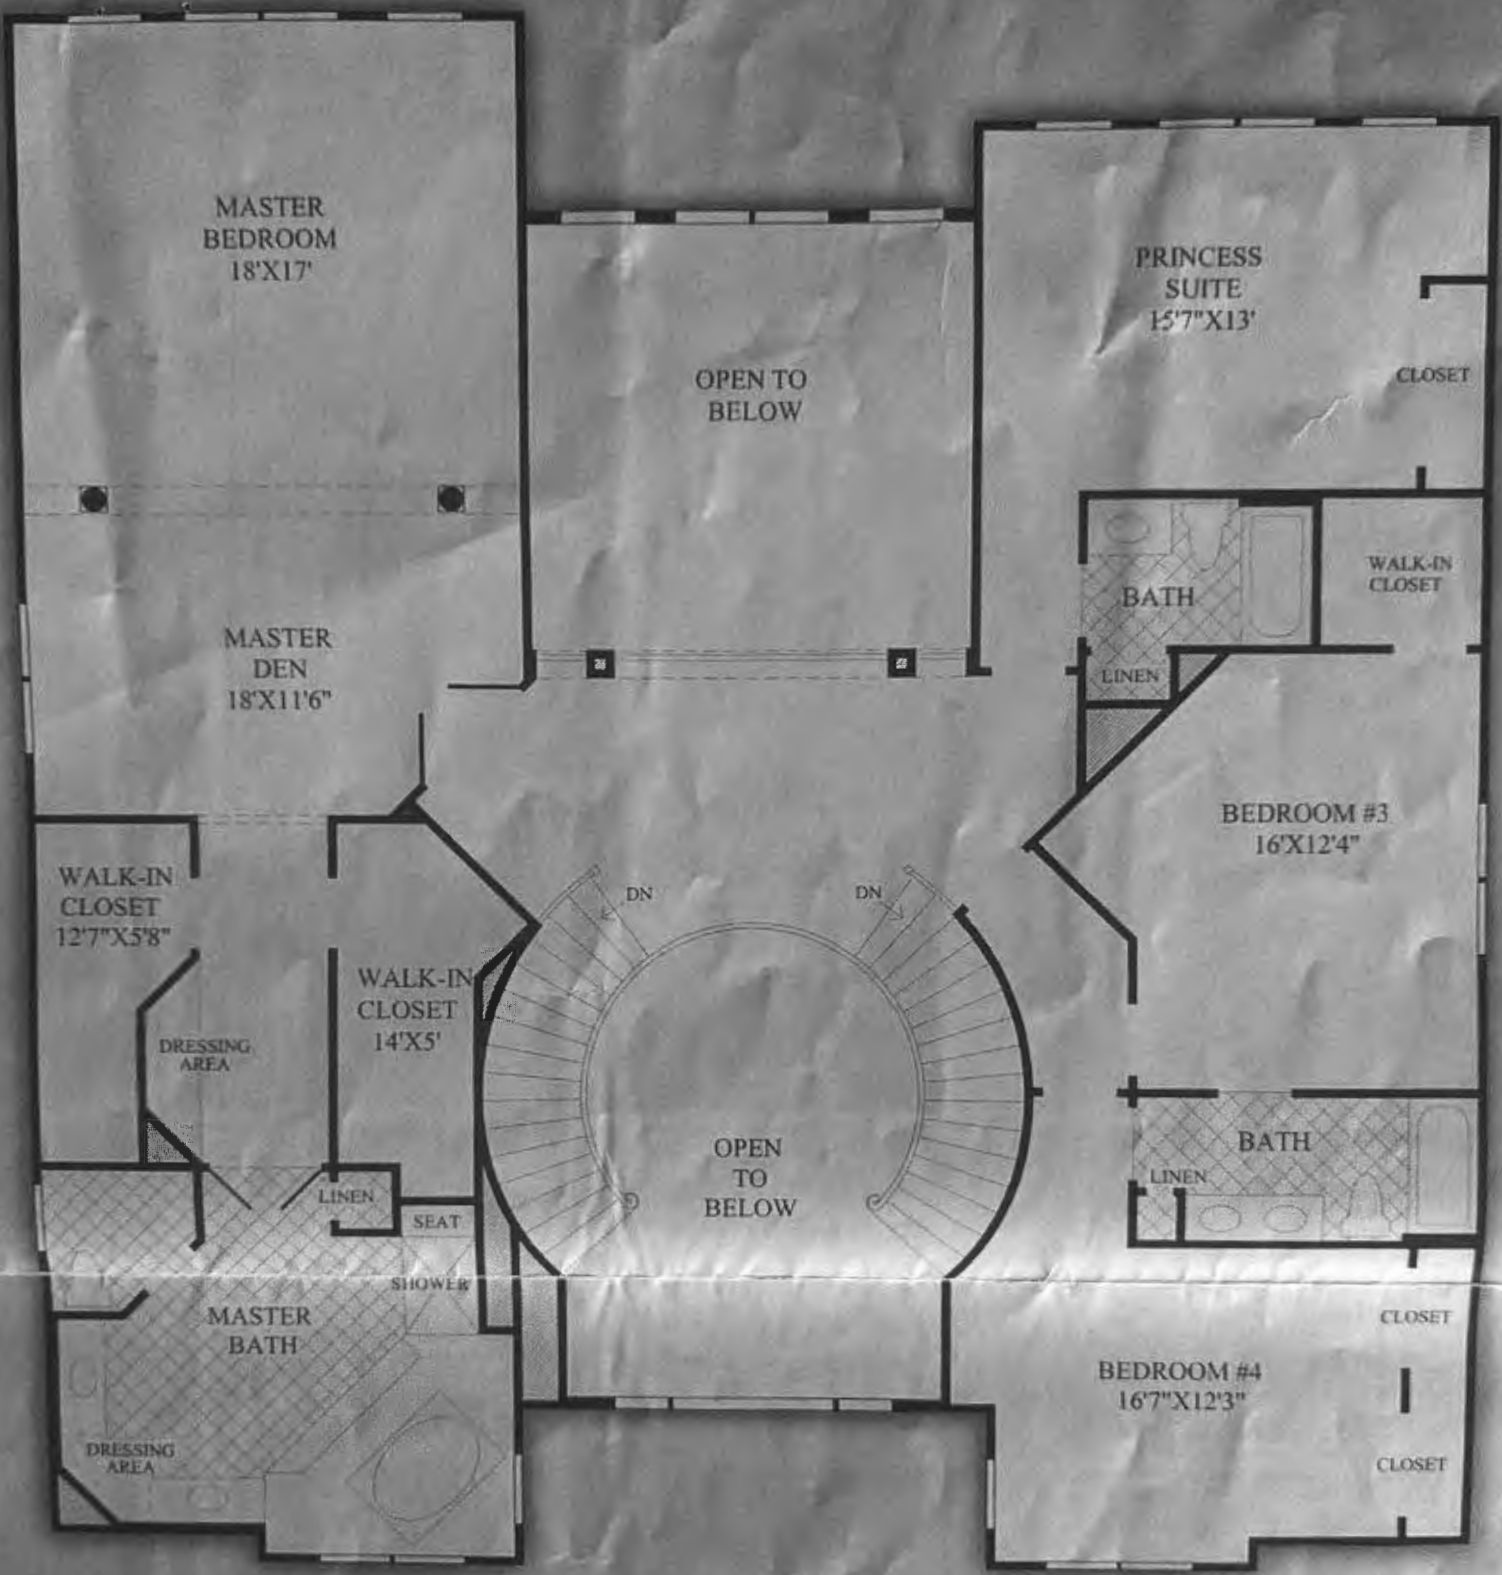 MASTER
BEDROOM
18'X17'
PRINCESS
SUITE
15'7"X13'
CLOSET
OPEN TO
BELOW
BATH
WALK-IN
CLOSET
LINEN
MASTER
DEN
18'X11'6"
BEDROOM #3
16'X12'4"
WALK-IN
CLOSET
12'7"X5'8"
DN
DN
WALK-IN
CLOSET
14'X5'
DRESSING
AREA
OPEN
TO
BELOW
BATH
LINEN
LINEN
SEAT
SHOWER
MASTER
BATH
CLOSET
BEDROOM #4
16'7"X12'3"
DRESSING
AREA
CLOSET